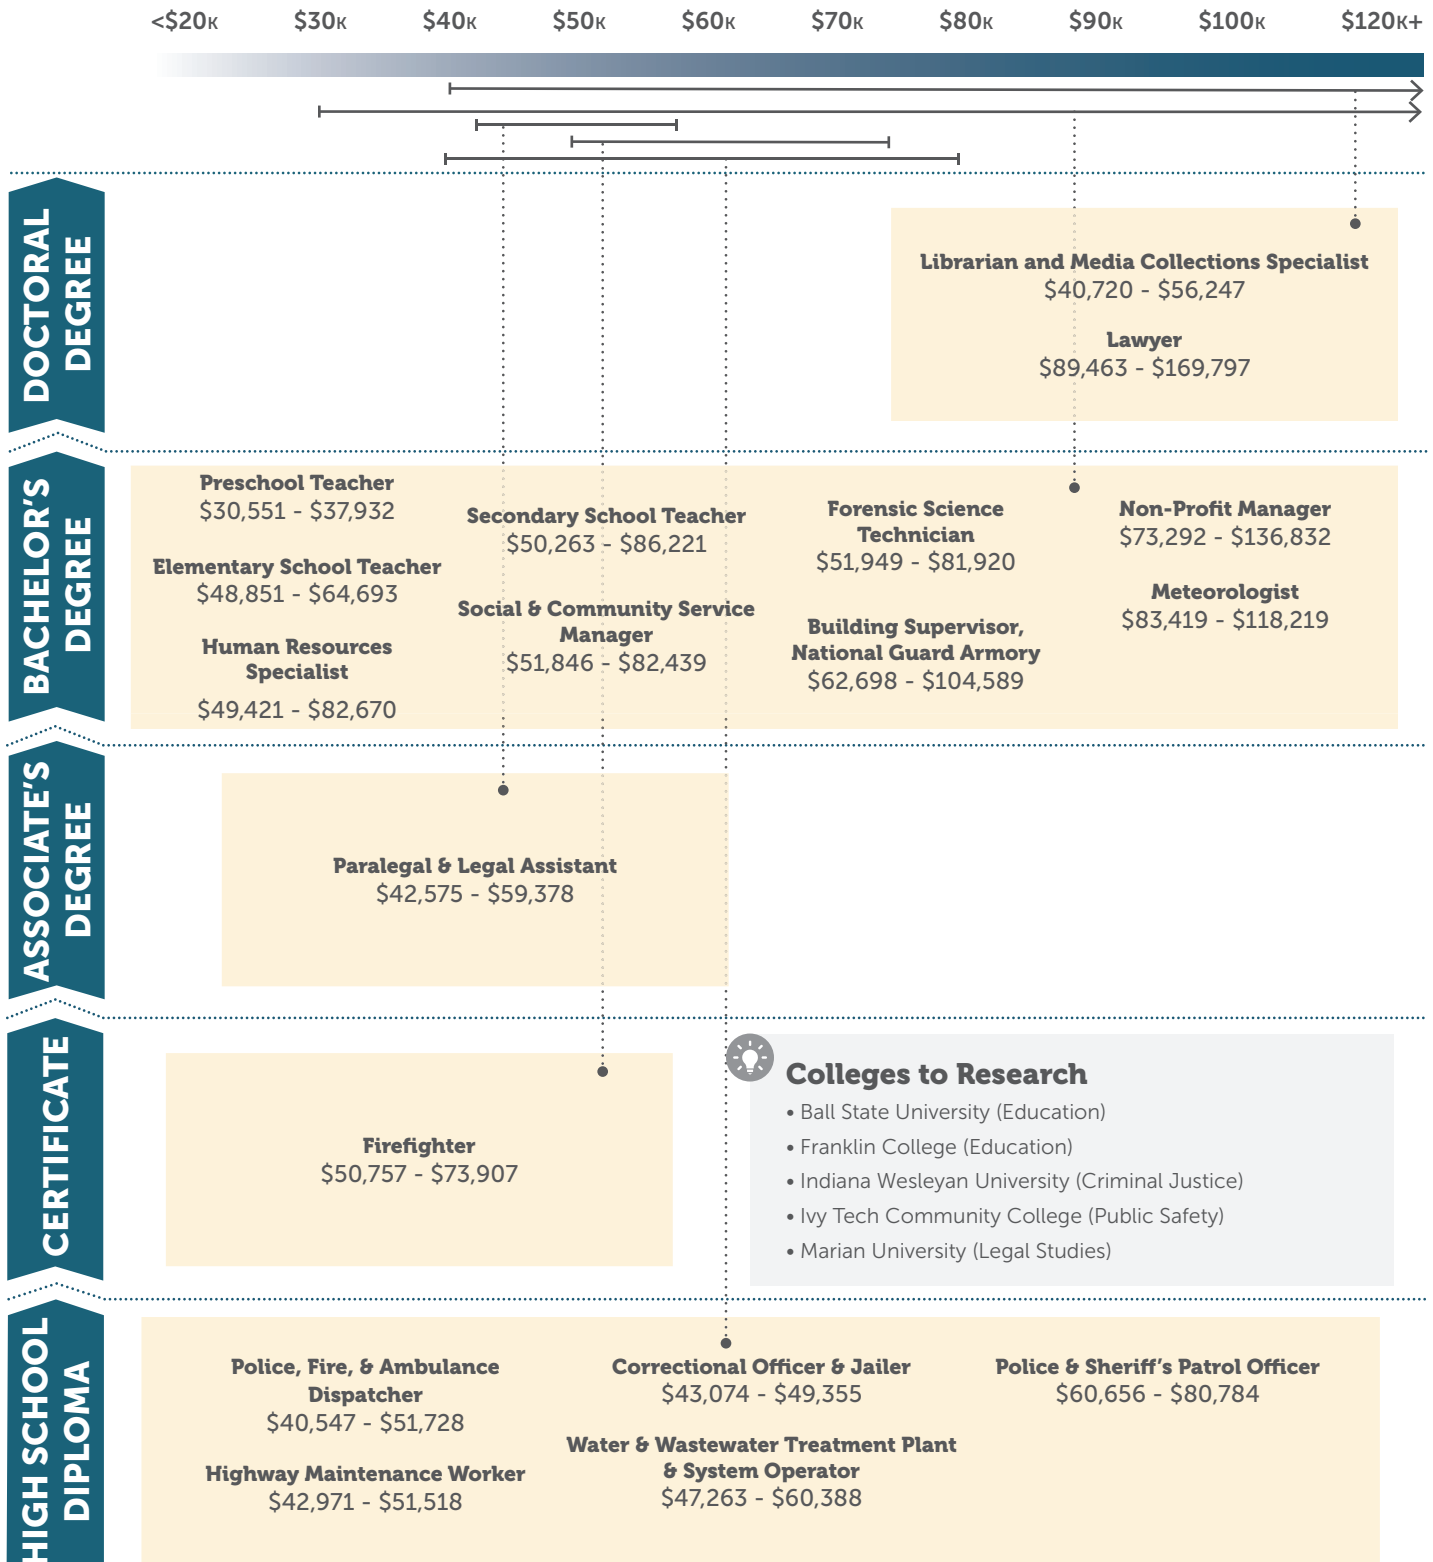 <$20K $30K $40K $50K $60K $70K $80K $90K $100K $120K+
DOCTORAL
DEGREE
Librarian and Media Collections Specialist
$40,720 - $56,247
Lawyer
$89,463 - $169,797
BACHELOR'S
DEGREE
Preschool Teacher
$30,551 - $37,932
Elementary School Teacher
$48,851 - $64,693
Human Resources
Specialist
$49,421 - $82,670
Secondary School Teacher
$50,263 - $86,221
Social & Community Service
Manager
$51,846 - $82,439
Forensic Science
Technician
$51,949 - $81,920
Building Supervisor,
National Guard Armory
$62,698 - $104,589
Non-Profit Manager
$73,292 - $136,832
Meteorologist
$83,419 - $118,219
ASSOCIATE'S
DEGREE
Paralegal & Legal Assistant
$42,575 - $59,378
CERTIFICATE
Firefighter
$50,757 - $73,907
Colleges to Research
• Ball State University (Education)
• Franklin College (Education)
• Indiana Wesleyan University (Criminal Justice)
• Ivy Tech Community College (Public Safety)
• Marian University (Legal Studies)
HIGH SCHOOL
DIPLOMA
Police, Fire, & Ambulance
Dispatcher
$40,547 - $51,728
Highway Maintenance Worker
$42,971 - $51,518
Correctional Officer & Jailer
$43,074 - $49,355
Water & Wastewater Treatment Plant
& System Operator
$47,263 - $60,388
Police & Sheriff's Patrol Officer
$60,656 - $80,784